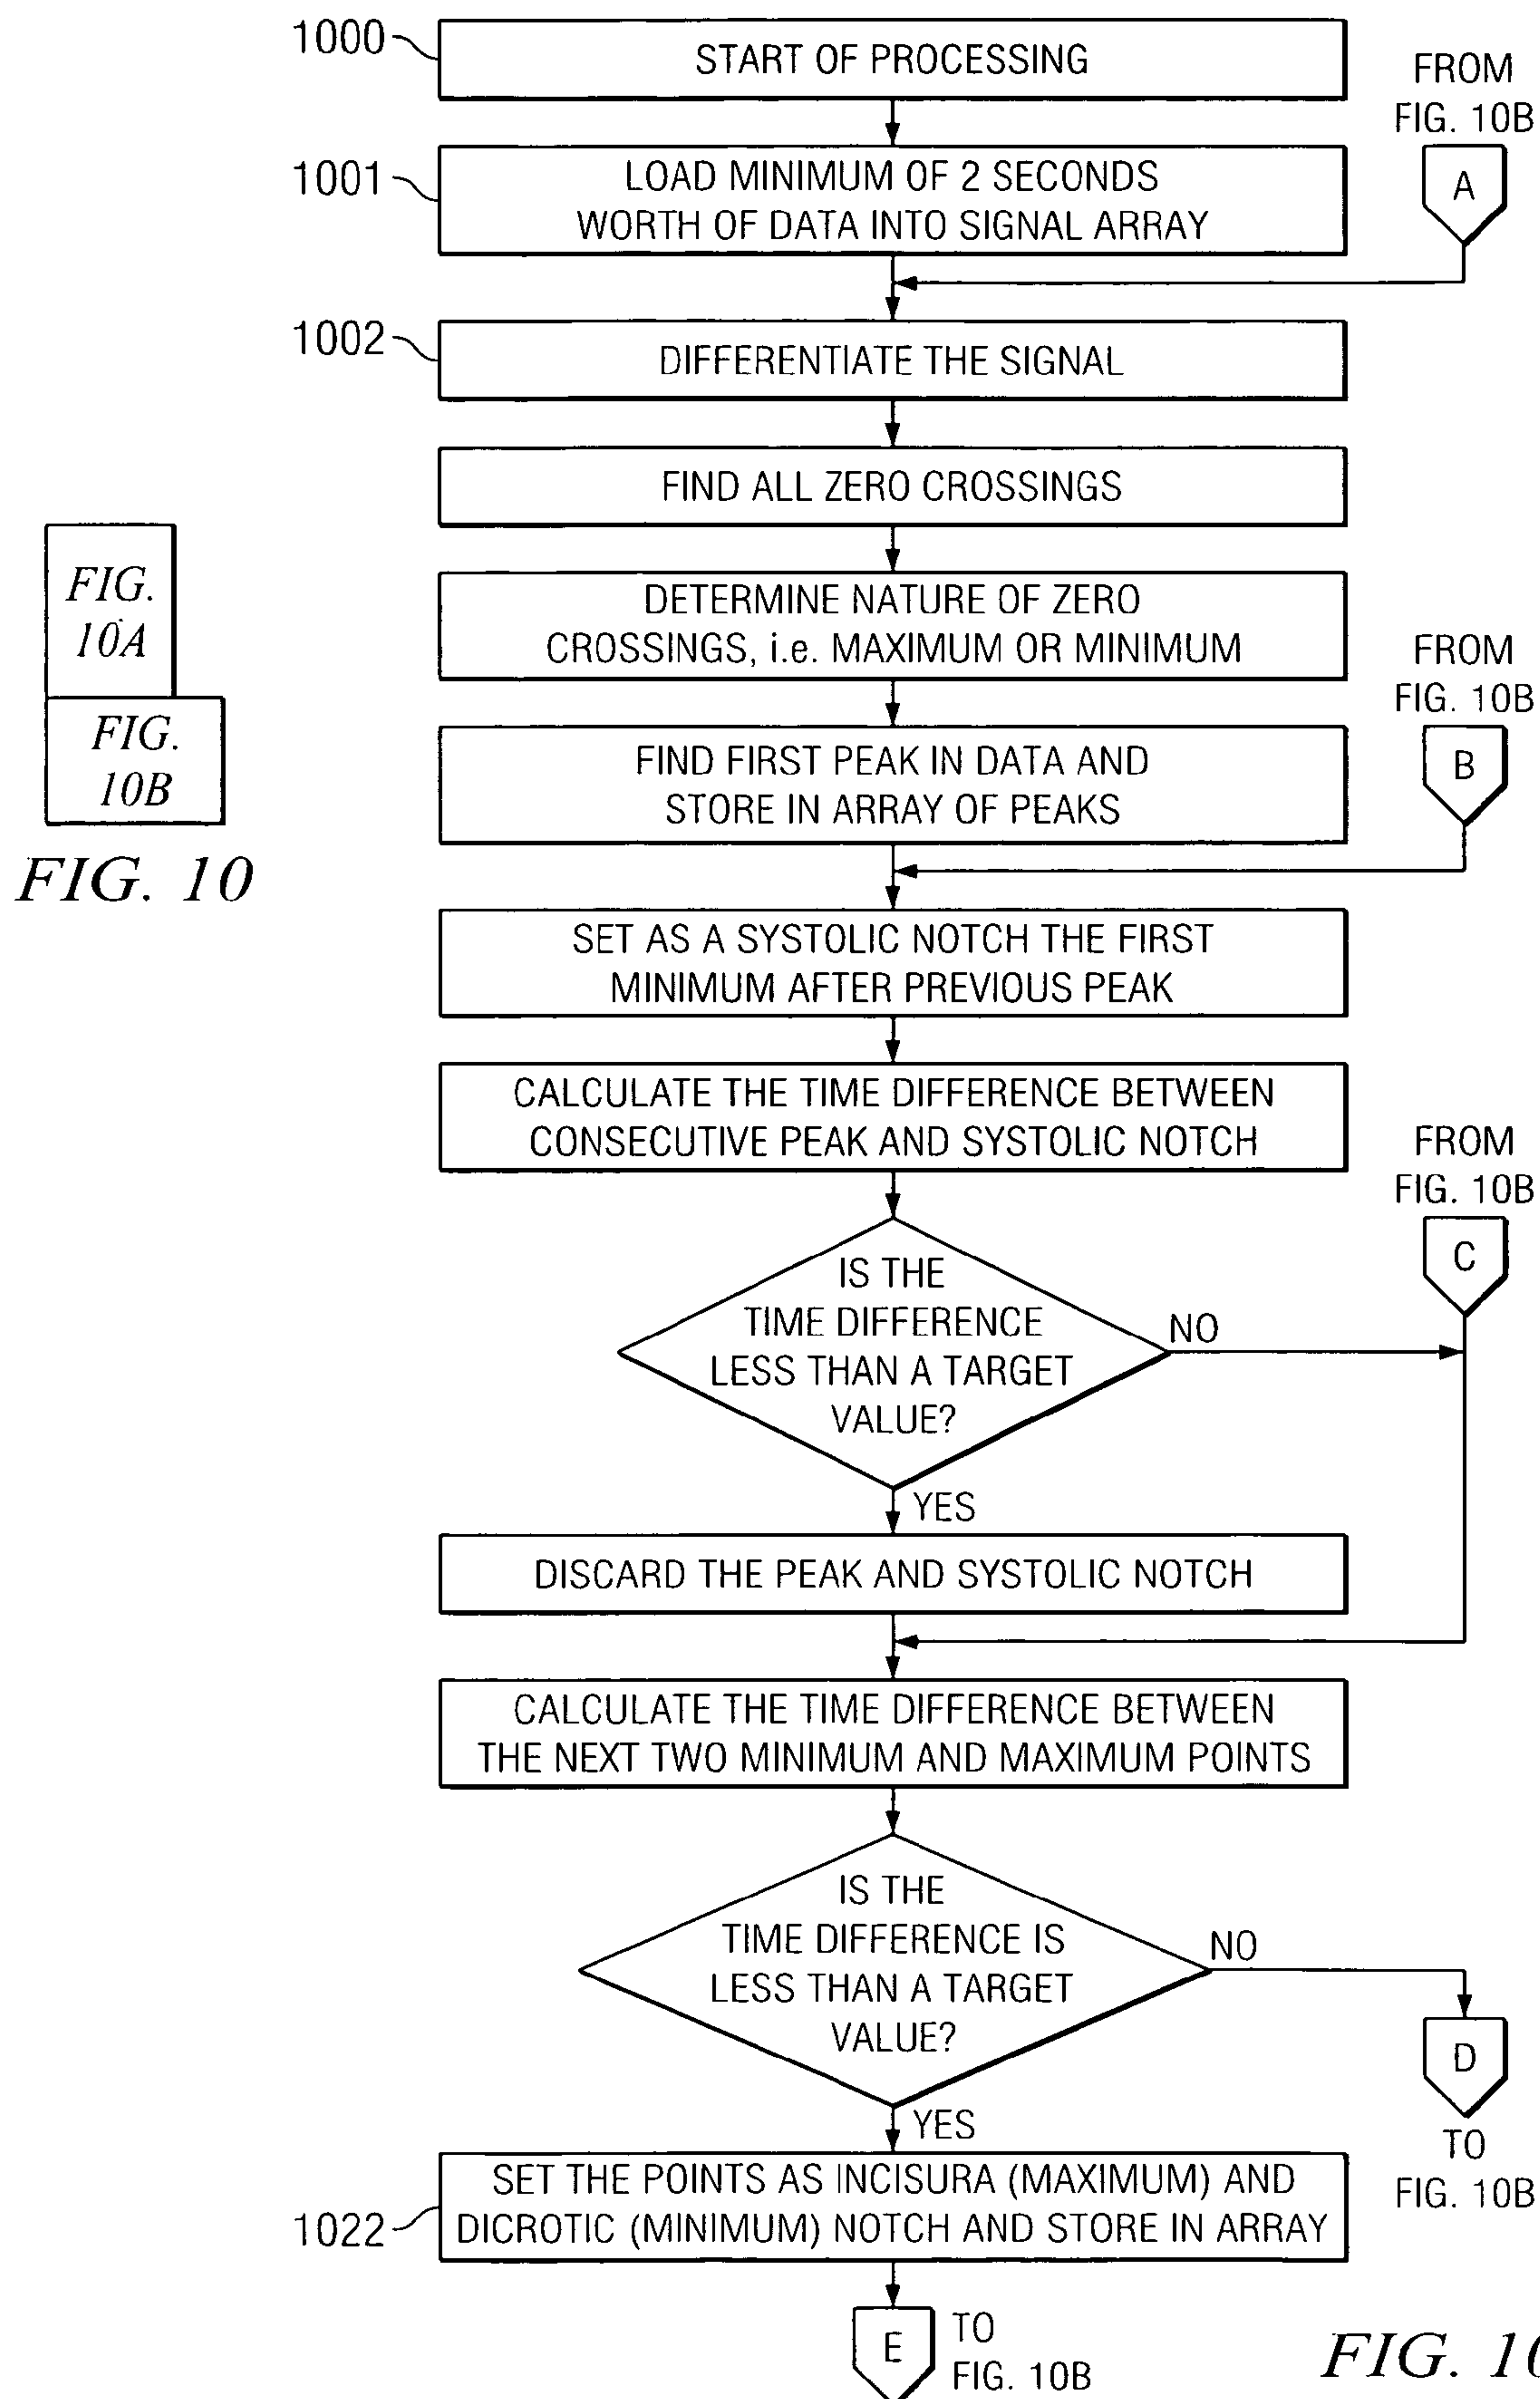 1000
START OF PROCESSING
FROM
FIG. 10B
1001
LOAD MINIMUM OF 2 SECONDS
WORTH OF DATA INTO SIGNAL ARRAY
A
1002
DIFFERENTIATE THE SIGNAL
FIND ALL ZERO CROSSINGS
FIG.
10A
FIG.
10B
FIG. 10
DETERMINE NATURE OF ZERO
CROSSINGS, i.e. MAXIMUM OR MINIMUM
FROM
FIG. 10B
B
FIND FIRST PEAK IN DATA AND
STORE IN ARRAY OF PEAKS
SET AS A SYSTOLIC NOTCH THE FIRST
MINIMUM AFTER PREVIOUS PEAK
CALCULATE THE TIME DIFFERENCE BETWEEN
CONSECUTIVE PEAK AND SYSTOLIC NOTCH
FROM
FIG. 10B
C
IS THE
TIME DIFFERENCE
LESS THAN A TARGET
VALUE?
NO
YES
DISCARD THE PEAK AND SYSTOLIC NOTCH
CALCULATE THE TIME DIFFERENCE BETWEEN
THE NEXT TWO MINIMUM AND MAXIMUM POINTS
IS THE
TIME DIFFERENCE IS
LESS THAN A TARGET
VALUE?
NO
D
TO
FIG. 10B
YES
1022
SET THE POINTS AS INCISURA (MAXIMUM) AND
DICROTIC (MINIMUM) NOTCH AND STORE IN ARRAY
E
TO
FIG. 10B
FIG.